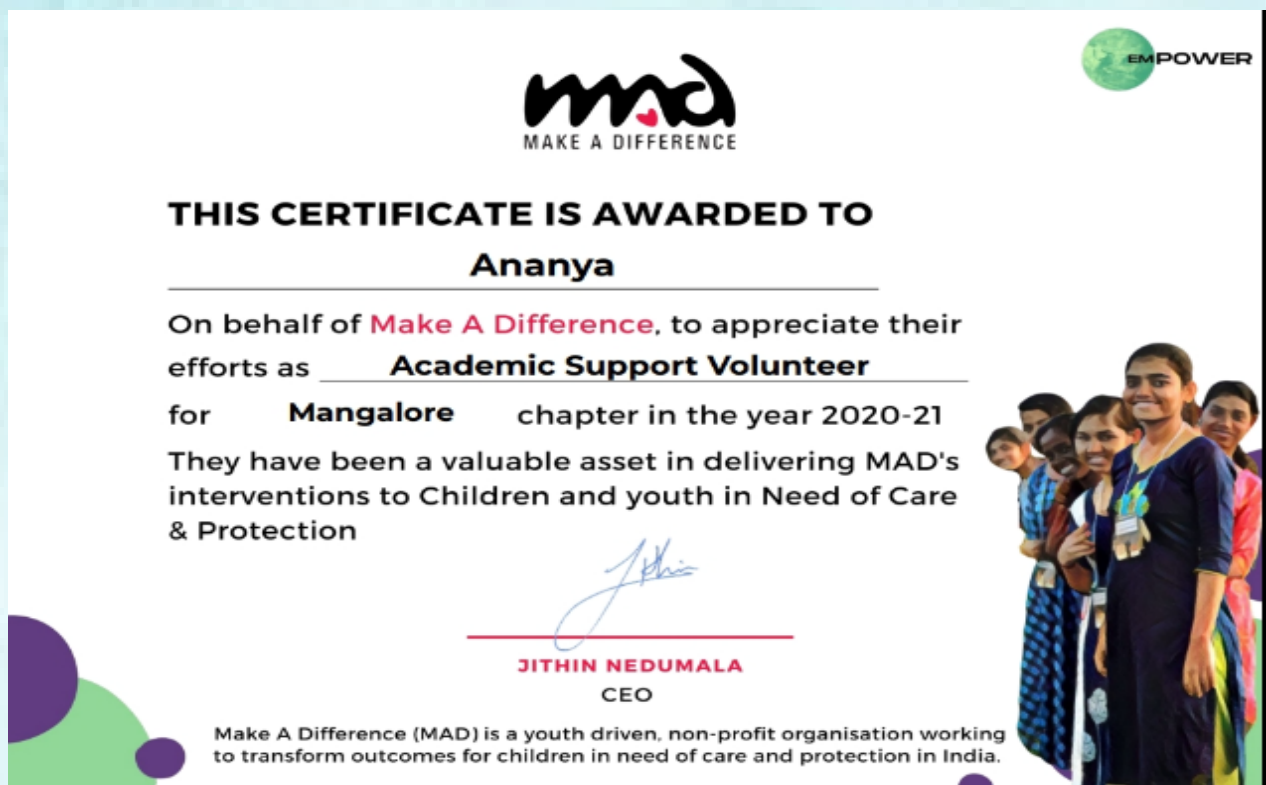 mad
MAKE A DIFFERENCE
EMPOWER
THIS CERTIFICATE IS AWARDED TO
Ananya
On behalf of Make A Difference, to appreciate their
efforts as Academic Support Volunteer
for Mangalore chapter in the year 2020-21
They have been a valuable asset in delivering MAD's
interventions to Children and youth in Need of Care
& Protection
Jithin
JITHIN NEDUMALA
CEO
Make A Difference (MAD) is a youth driven, non-profit organisation working
to transform outcomes for children in need of care and protection in India.